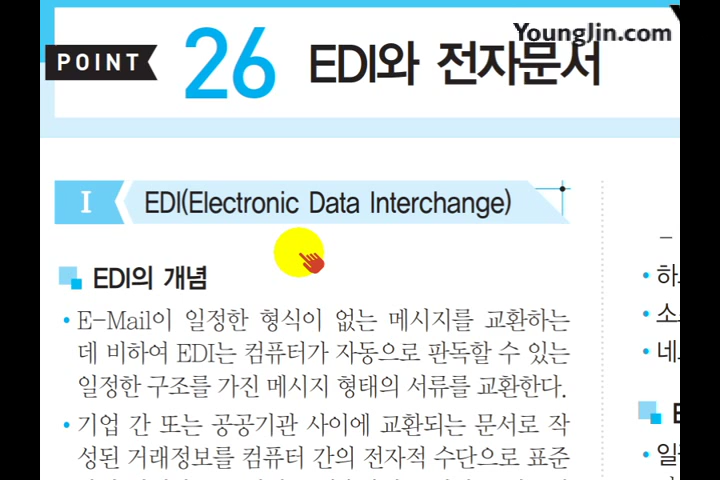 YoungJin.com
POINT 26 EDI와 전자문서
I EDI(Electronic Data Interchange)
EDI의 개념
• E-Mail이 일정한 형식이 없는 메시지를 교환하는
데 비하여 EDI는 컴퓨터가 자동으로 판독할 수 있는
일정한 구조를 가진 메시지 형태의 서류를 교환한다.
• 기업 간 또는 공공기관 사이에 교환되는 문서로 작
성된 거래정보를 컴퓨터 간의 전자적 수단으로 표준
–
• 하
• 소
• 네
E
• 일